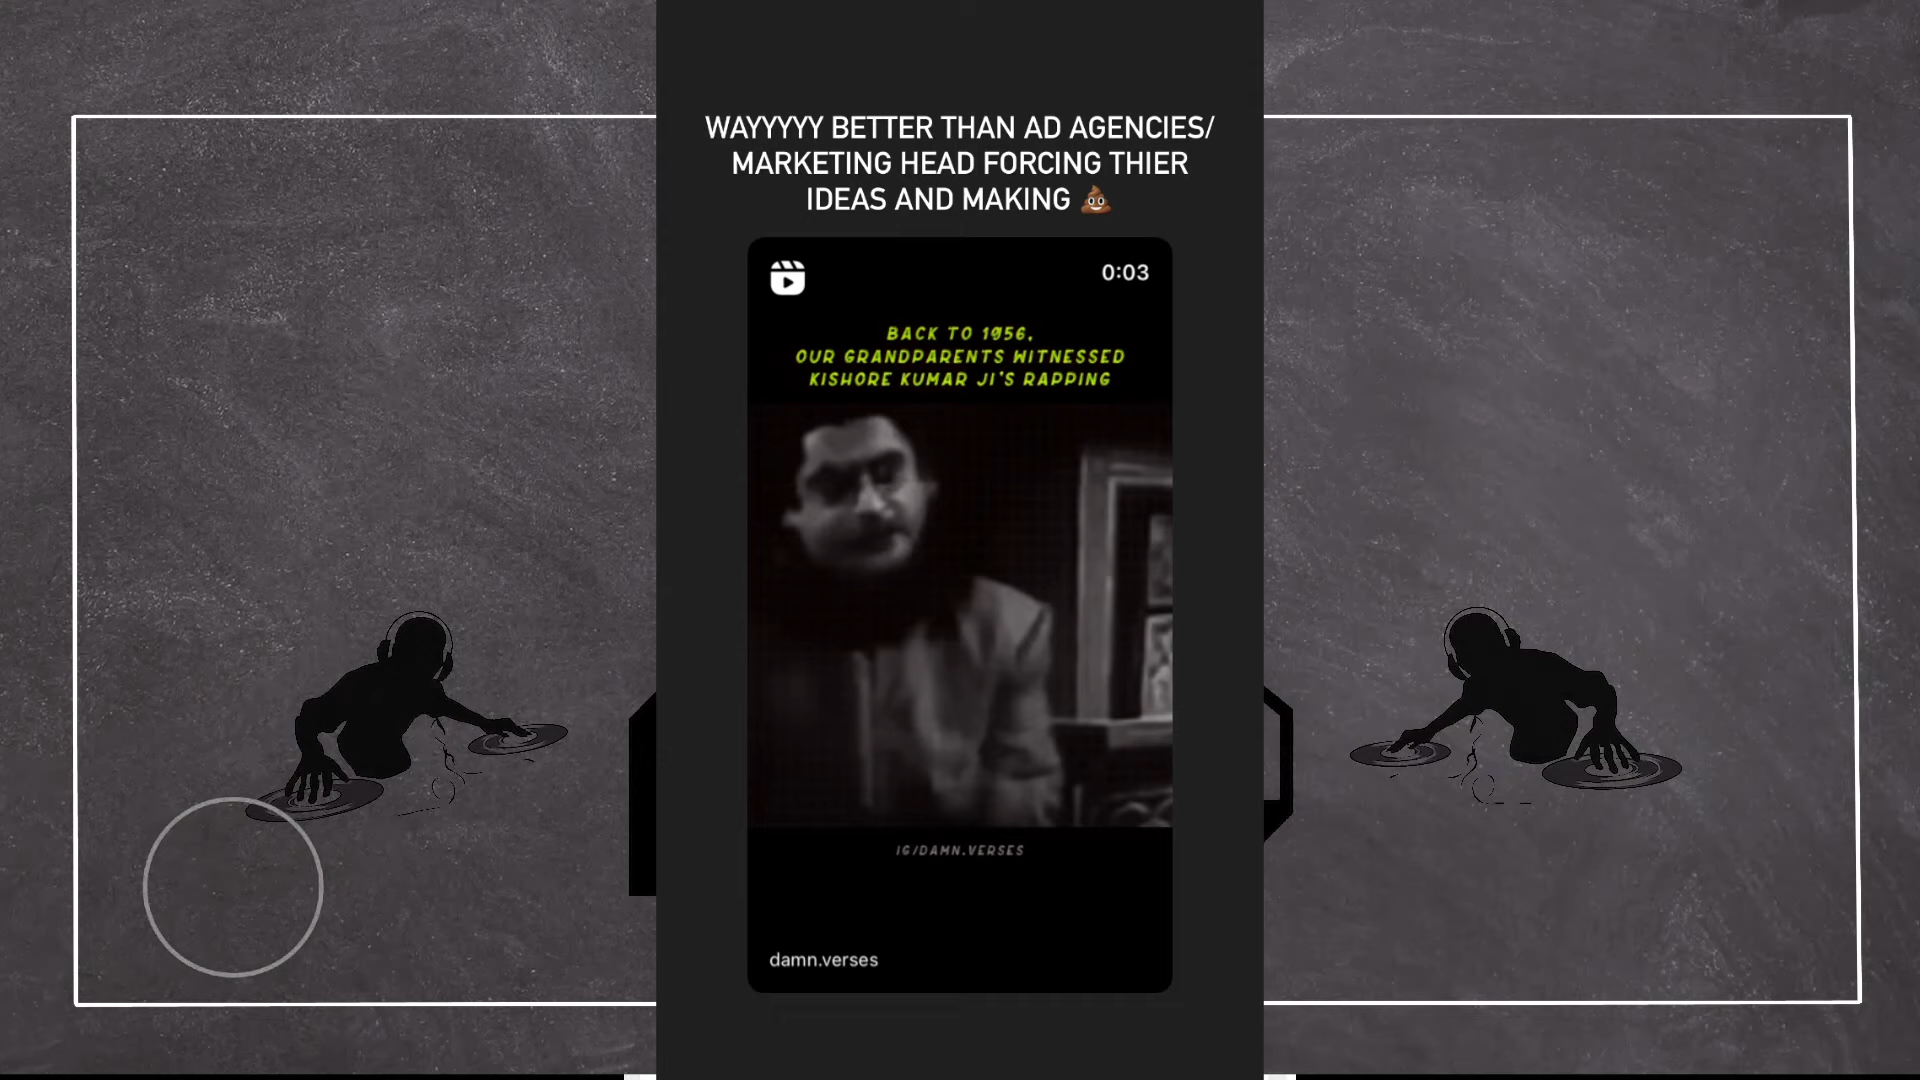 WAYYYYY BETTER THAN AD AGENCIES/
MARKETING HEAD FORCING THIER
IDEAS AND MAKING 💩
0:03
BACK TO 1956,
OUR GRANDPARENTS WITNESSED
KISHORE KUMAR JI'S RAPPING
IG/DAMN.VERSES
damn.verses